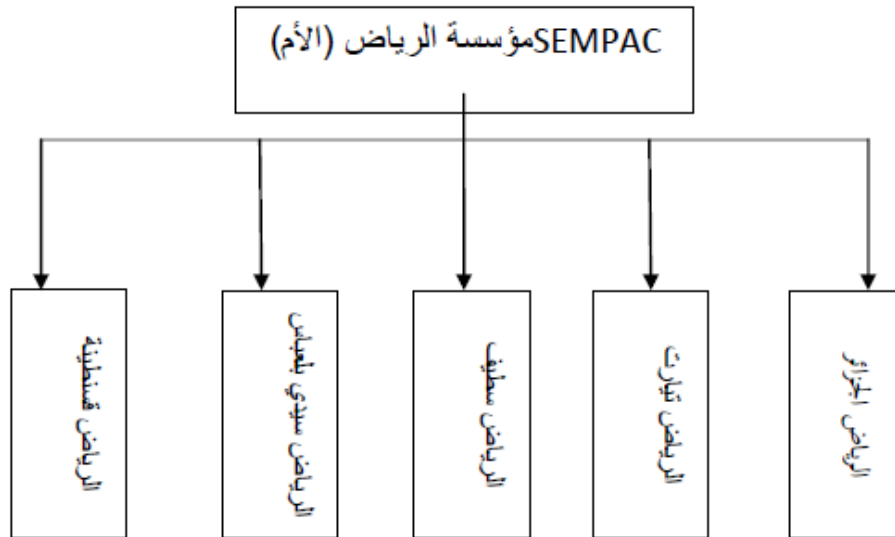 SEMPACمؤسسة الرياض (الأم)
الرياض الجزائر
الرياض تيارت
الرياض سطيف
الرياض سيدي بلعباس
الرياض قسنطينة